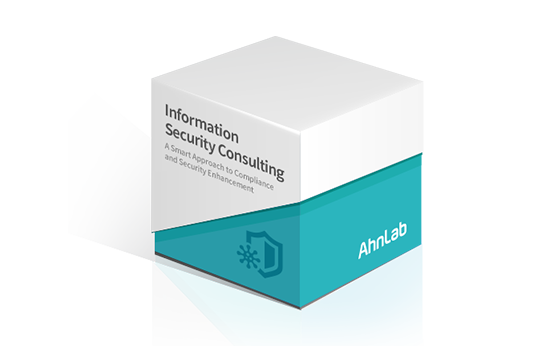 Information
Security Consulting
A Smart Approach to Compliance
and Security Enhancement
AhnLab